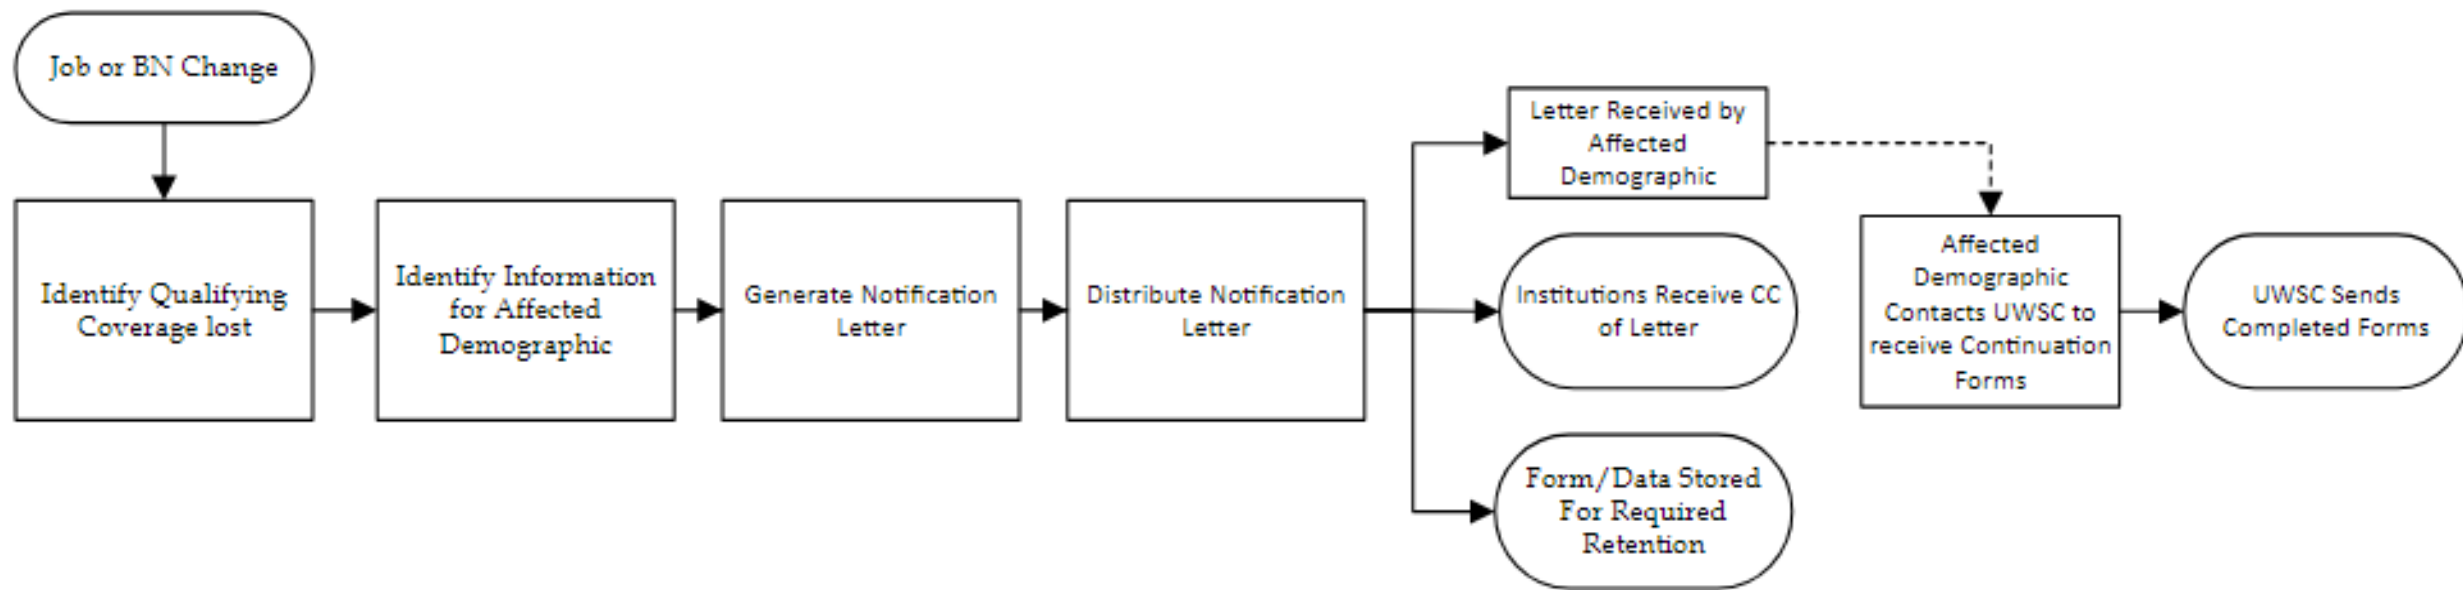 Job or BN Change
Identify Qualifying
Coverage lost
Identify Information
for Affected
Demographic
Generate Notification
Letter
Distribute Notification
Letter
Letter Received by
Affected
Demographic
Institutions Receive CC
of Letter
Form/Data Stored
For Required
Retention
Affected
Demographic
Contacts UWSC to
receive Continuation
Forms
UWSC Sends
Completed Forms